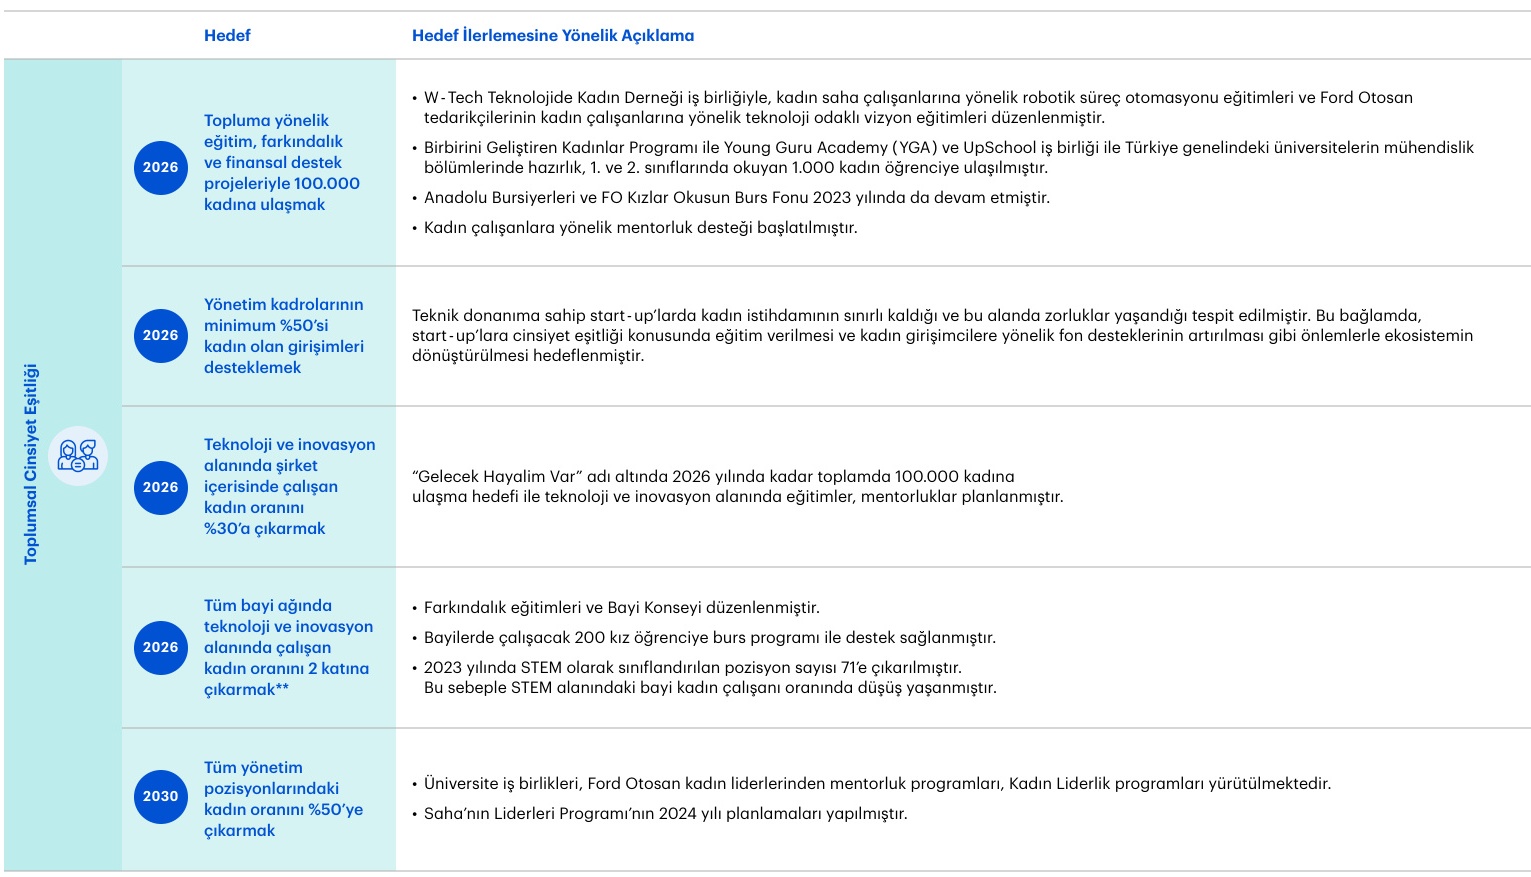 Hedef
Hedef İlerlemesine Yönelik Açıklama
Toplumsal Cinsiyet Eşitliği
2026
Topluma yönelik
eğitim, farkındalık
ve finansal destek
projeleriyle 100.000
kadına ulaşmak
• W-Tech Teknolojide Kadın Derneği iş birliğiyle, kadın saha çalışanlarına yönelik robotik süreç otomasyonu eğitimleri ve Ford Otosan
tedarikçilerinin kadın çalışanlarına yönelik teknoloji odaklı vizyon eğitimleri düzenlenmiştir.
• Birbirini Geliştiren Kadınlar Programı ile Young Guru Academy (YGA) ve UpSchool iş birliği ile Türkiye genelindeki üniversitelerin mühendislik
bölümlerinde hazırlık, 1. ve 2. sınıflarında okuyan 1.000 kadın öğrenciye ulaşılmıştır.
• Anadolu Bursiyerleri ve FO Kızlar Okusun Burs Fonu 2023 yılında da devam etmiştir.
• Kadın çalışanlara yönelik mentorluk desteği başlatılmıştır.
2026
Yönetim kadrolarının
minimum %50'si
kadın olan girişimleri
desteklemek
Teknik donanıma sahip start-up'larda kadın istihdamının sınırlı kaldığı ve bu alanda zorluklar yaşandığı tespit edilmiştir. Bu bağlamda,
start-up'lara cinsiyet eşitliği konusunda eğitim verilmesi ve kadın girişimcilere yönelik fon desteklerinin artırılması gibi önlemlerle ekosistemin
dönüştürülmesi hedeflenmiştir.
2026
Teknoloji ve inovasyon
alanında şirket
içerisinde çalışan
kadın oranını
%30'a çıkarmak
"Gelecek Hayalim Var" adı altında 2026 yılında kadar toplamda 100.000 kadına
ulaşma hedefi ile teknoloji ve inovasyon alanında eğitimler, mentorluklar planlanmıştır.
2026
Tüm bayi ağında
teknoloji ve inovasyon
alanında çalışan
kadın oranını 2 katına
çıkarmak**
• Farkındalık eğitimleri ve Bayi Konseyi düzenlenmiştir.
• Bayilerde çalışacak 200 kız öğrenciye burs programı ile destek sağlanmıştır.
• 2023 yılında STEM olarak sınıflandırılan pozisyon sayısı 71'e çıkarılmıştır.
Bu sebeple STEM alanındaki bayi kadın çalışanı oranında düşüş yaşanmıştır.
2030
Tüm yönetim
pozisyonlarındaki
kadın oranını %50'ye
çıkarmak
• Üniversite iş birlikleri, Ford Otosan kadın liderlerinden mentorluk programları, Kadın Liderlik programları yürütülmektedir.
• Saha'nın Liderleri Programı'nın 2024 yılı planlamaları yapılmıştır.